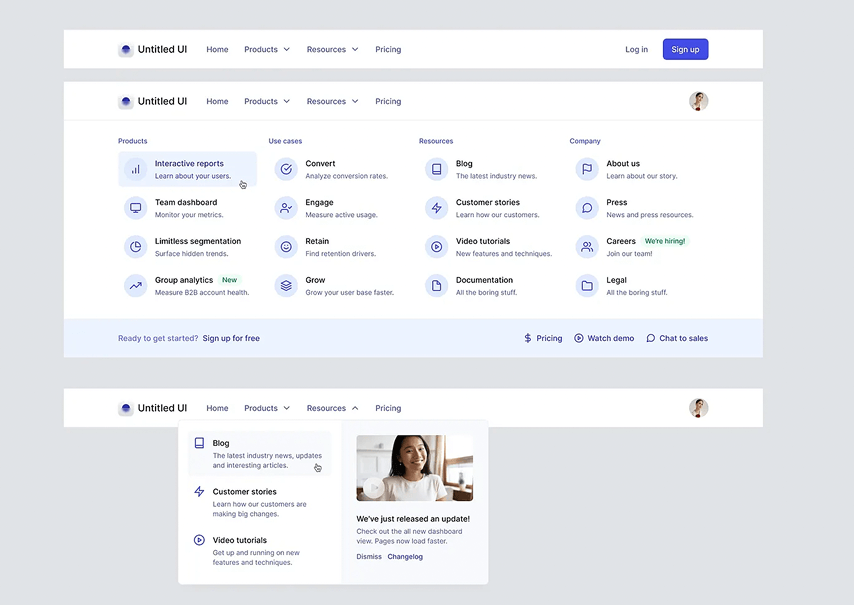 Untitled UI Home Products Resources Pricing Log in Sign up
Untitled UI Home Products Resources Pricing
Products
Interactive reports
Learn about your users.
Team dashboard
Monitor your metrics.
Limitless segmentation
Surface hidden trends.
Group analytics New
Measure B2B account health.
Use cases
Convert
Analyze conversion rates.
Engage
Measure active usage.
Retain
Find retention drivers.
Grow
Grow your user base faster.
Resources
Blog
The latest industry news.
Customer stories
Learn how our customers.
Video tutorials
New features and techniques.
Documentation
All the boring stuff.
Company
About us
Learn about our story.
Press
News and press resources.
Careers We're hiring!
Join our team!
Legal
All the boring stuff.
Ready to get started? Sign up for free Pricing Watch demo Chat to sales
Untitled UI Home Products Resources Pricing
Blog
The latest industry news, updates
and interesting articles.
Customer stories
Learn how our customers are
making big changes.
Video tutorials
Get up and running on new
features and techniques.
We've just released an update!
Check out the all new dashboard
view. Pages now load faster.
Dismiss Changelog